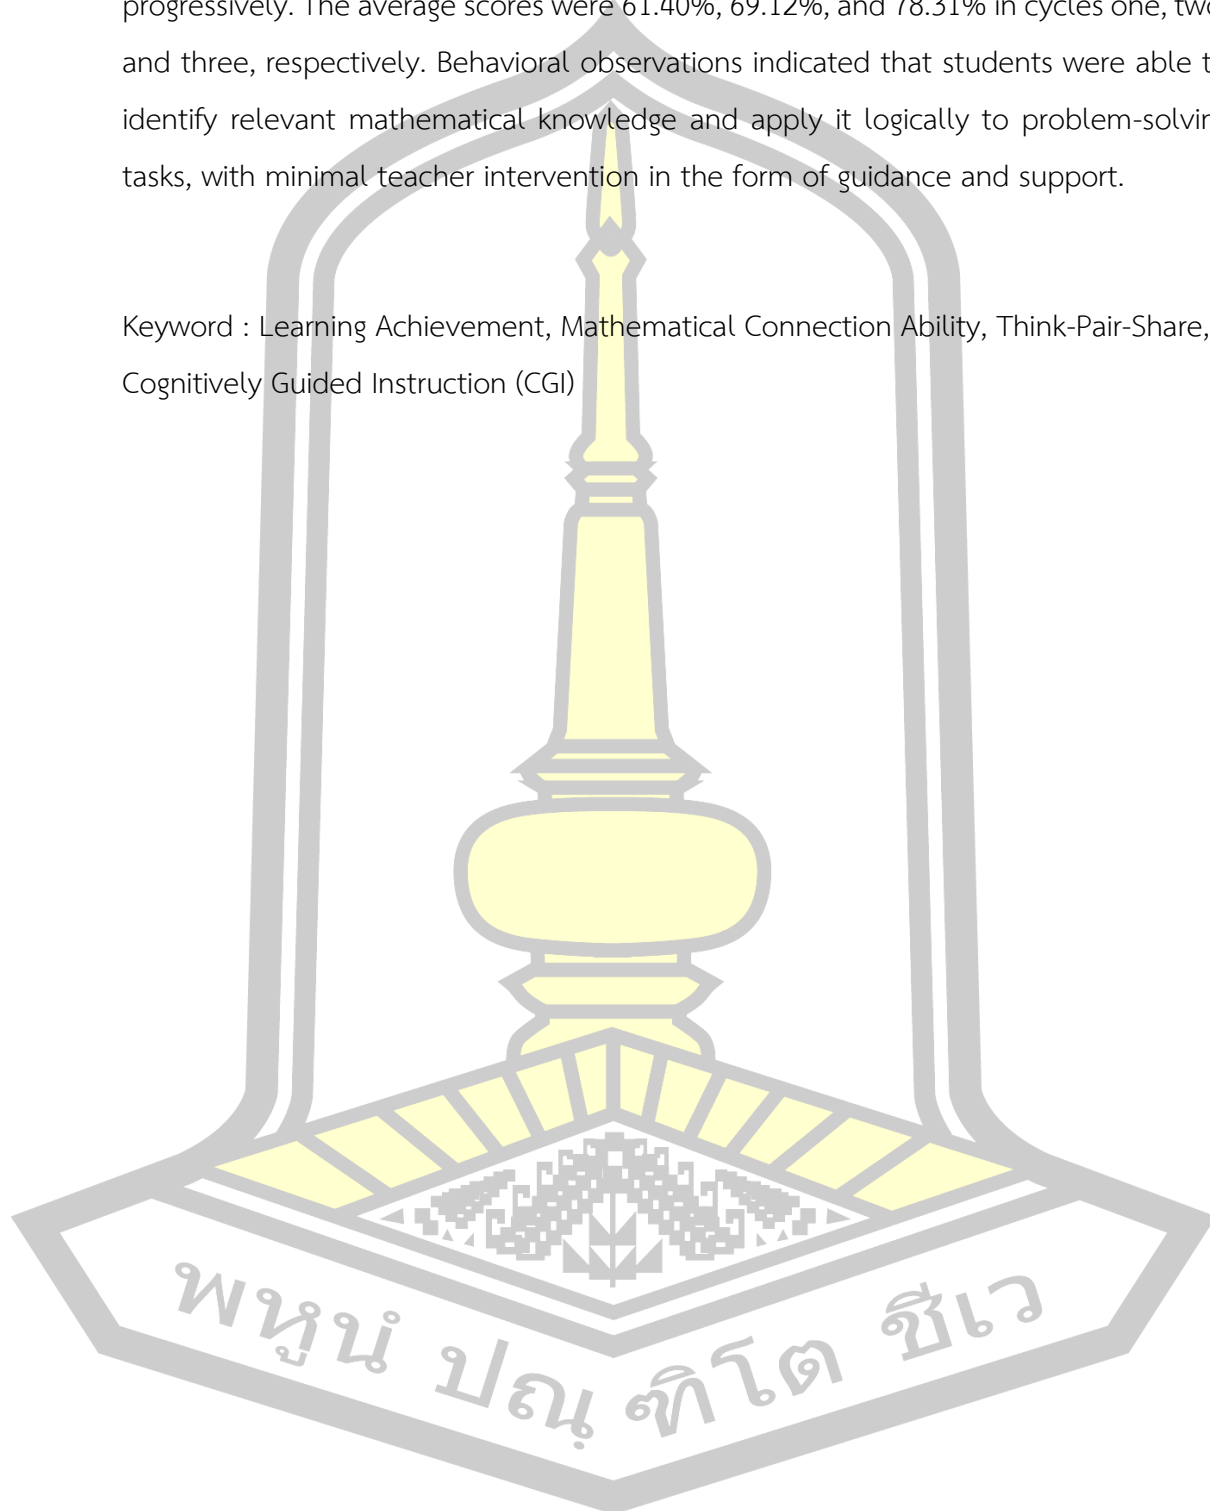 progressively. The average scores were 61.40%, 69.12%, and 78.31% in cycles one, two
and three, respectively. Behavioral observations indicated that students were able t
identify relevant mathematical knowledge and apply it logically to problem-solvin
tasks, with minimal teacher intervention in the form of guidance and support.
Keyword : Learning Achievement, Mathematical Connection Ability, Think-Pair-Share,
Cognitively Guided Instruction (CGI)
พหูนํ ปณฺฑิโต ชีเว